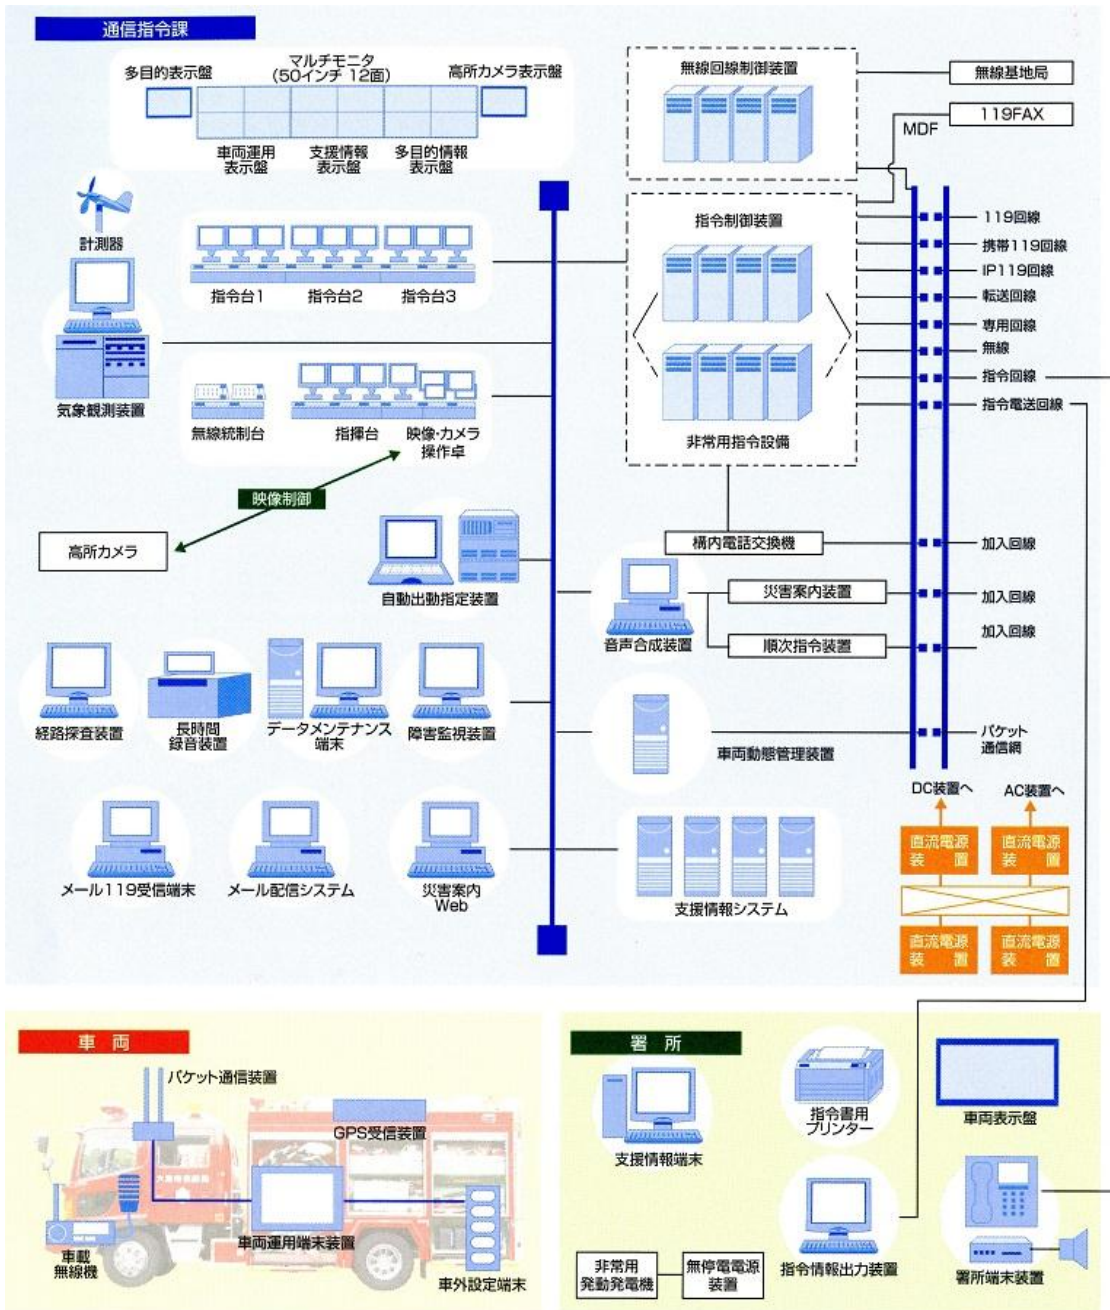 通信指令課
多目的表示盤
マルチモニタ
(50インチ 12面)
高所カメラ表示盤
車両運用
表示盤
支援情報
表示盤
多目的情報
表示盤
無線回線制御装置
無線基地局
119FAX
MDF
計測器
指令台1
指令台2
指令台3
指令制御装置
119回線
携帯119回線
IP119回線
転送回線
専用回線
無線
指令回線
指令電送回線
気象観測装置
無線統制台
指揮台
映像・カメラ
操作卓
非常用指令設備
映像制御
高所カメラ
自動出動指定装置
構内電話交換機
加入回線
音声合成装置
災害案内装置
加入回線
順次指令装置
加入回線
経路探査装置
長時間
録音装置
データメンテナンス
端末
障害監視装置
車両動態管理装置
パケット
通信網
DC装置へ
AC装置へ
直流電源
装 置
直流電源
装 置
メール119受信端末
メール配信システム
災害案内
Web
支援情報システム
直流電源
装 置
直流電源
装 置
車 両
パケット通信装置
GPS受信装置
車載
無線機
車両運用端末装置
車外設定端末
署 所
支援情報端末
指令書用
プリンター
車両表示盤
非常用
発動発電機
無停電電源
装置
指令情報出力装置
署所端末装置